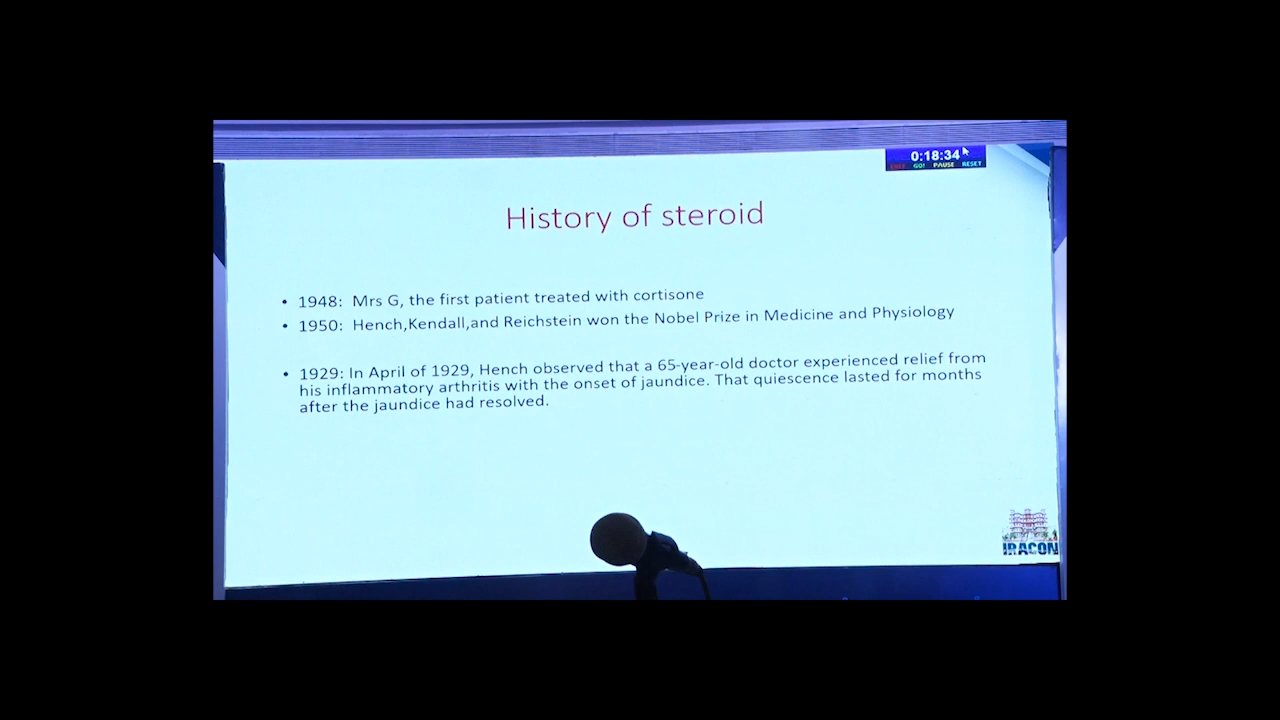 0:18:34
EXIT GO! PAUSE RESET
History of steroid
• 1948: Mrs G, the first patient treated with cortisone
• 1950: Hench,Kendall,and Reichstein won the Nobel Prize in Medicine and Physiology
• 1929: In April of 1929, Hench observed that a 65-year-old doctor experienced relief from
his inflammatory arthritis with the onset of jaundice. That quiescence lasted for months
after the jaundice had resolved.
IRACON